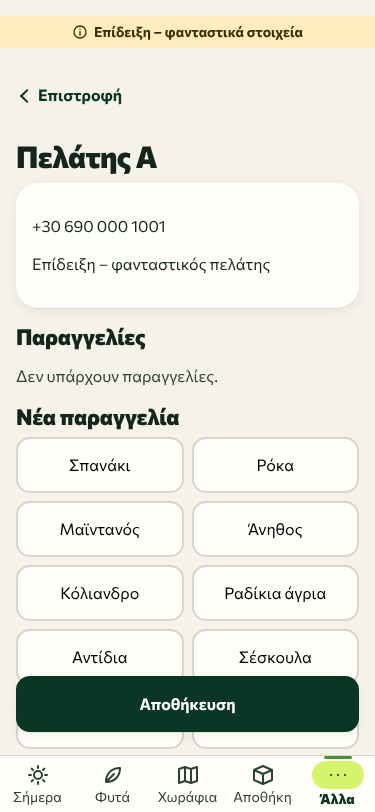 Επίδειξη – φανταστικά στοιχεία
Επιστροφή
Πελάτης Α
+30 690 000 1001
Επίδειξη – φανταστικός πελάτης
Παραγγελίες
Δεν υπάρχουν παραγγελίες.
Νέα παραγγελία
Σπανάκι Ρόκα
Μαϊντανός Άνηθος
Κόλιανδρο Ραδίκια άγρια
Αντίδια Σέσκουλα
Αποθήκευση
Σήμερα Φυτά Χωράφια Αποθήκη Άλλα